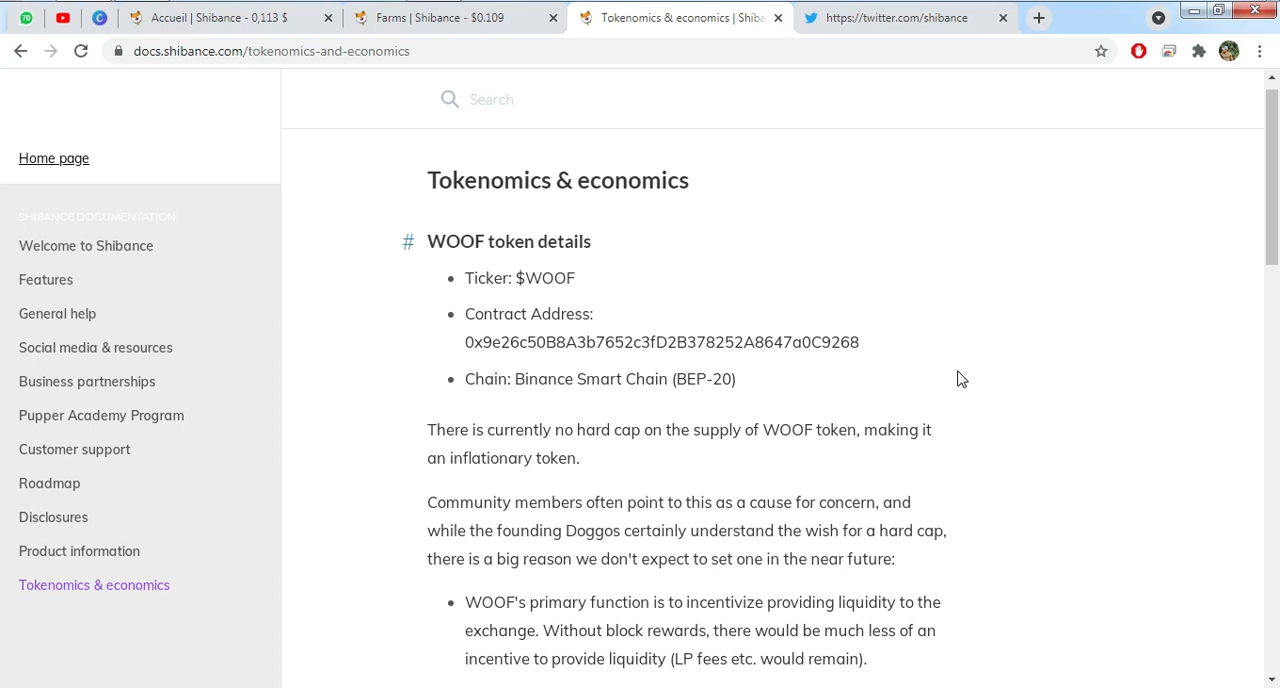 70
Accueil | Shibance - 0,113 $
Farms | Shibance - $0.109
Tokenomics & economics | Shiba
https://twitter.com/shibance
docs.shibance.com/tokenomics-and-economics
Search
Home page
Tokenomics & economics
SHIBANCE DOCUMENTATION
Welcome to Shibance
Features
General help
Social media & resources
Business partnerships
Pupper Academy Program
Customer support
Roadmap
Disclosures
Product information
Tokenomics & economics
# WOOF token details
Ticker: $WOOF
Contract Address:
0x9e26c50B8A3b7652c3fD2B378252A8647a0C9268
Chain: Binance Smart Chain (BEP-20)
There is currently no hard cap on the supply of WOOF token, making it
an inflationary token.
Community members often point to this as a cause for concern, and
while the founding Doggos certainly understand the wish for a hard cap,
there is a big reason we don't expect to set one in the near future:
WOOF's primary function is to incentivize providing liquidity to the
exchange. Without block rewards, there would be much less of an
incentive to provide liquidity (LP fees etc. would remain).